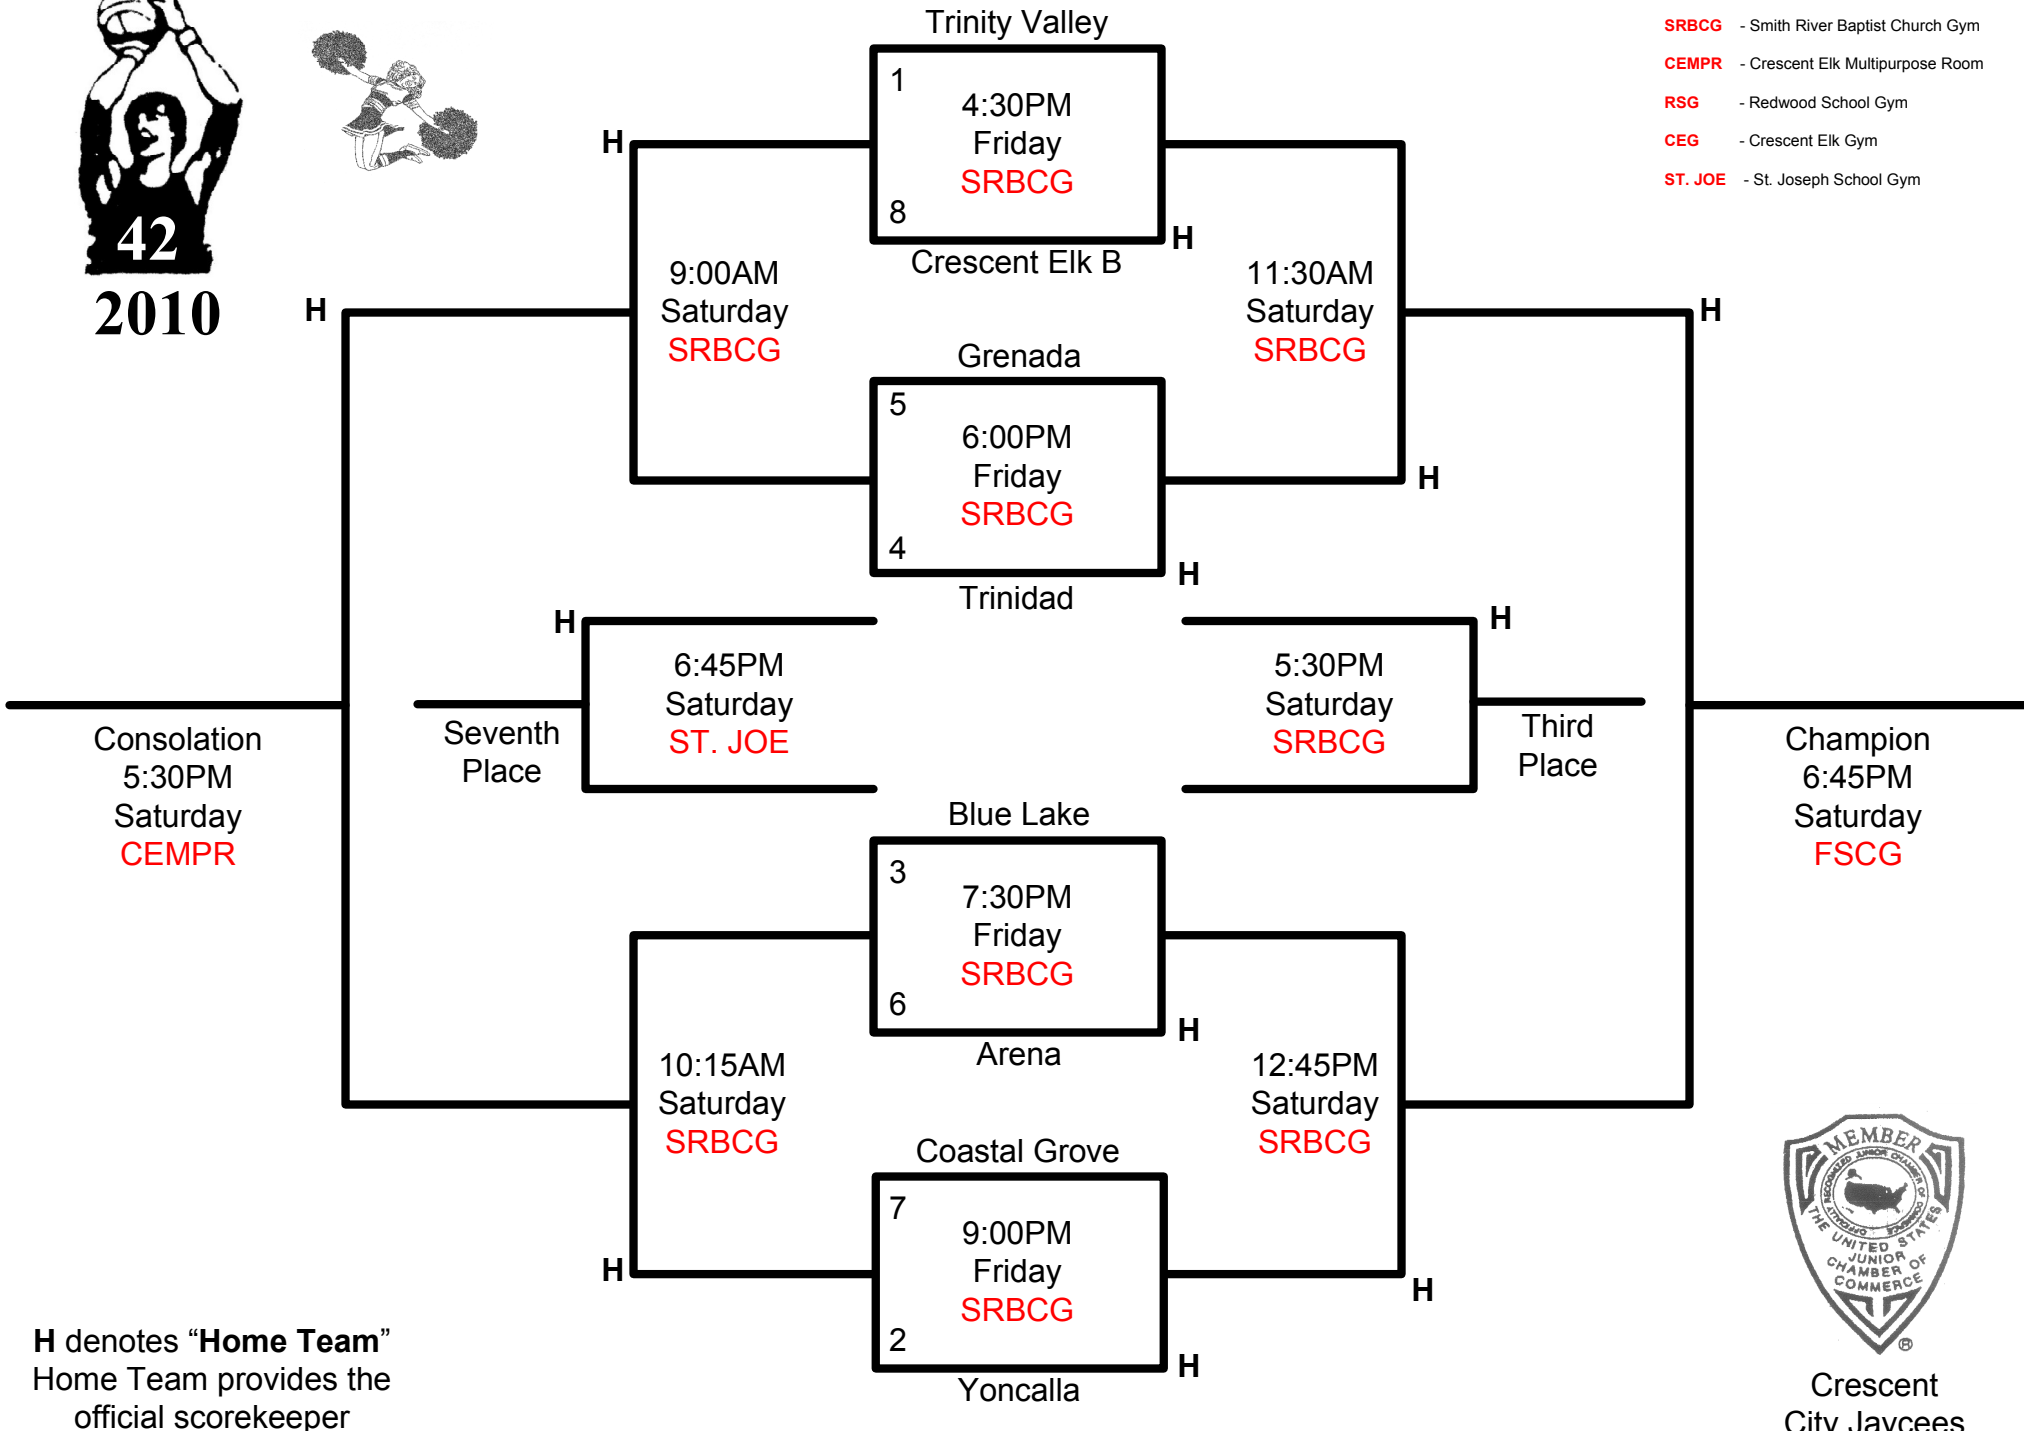 42
2010
SRBCG - Smith River Baptist Church Gym
CEMPR - Crescent Elk Multipurpose Room
RSG - Redwood School Gym
CEG - Crescent Elk Gym
ST. JOE - St. Joseph School Gym
Trinity Valley
1
4:30PM
Friday
SRBCG
8
H
Crescent Elk B
H
9:00AM
Saturday
SRBCG
11:30AM
Saturday
SRBCG
H
H
Grenada
5
6:00PM
Friday
SRBCG
4
H
Trinidad
H
H
6:45PM
Saturday
ST. JOE
Seventh
Place
H
5:30PM
Saturday
SRBCG
Third
Place
Consolation
5:30PM
Saturday
CEMPR
Champion
6:45PM
Saturday
FSCG
Blue Lake
3
7:30PM
Friday
SRBCG
6
H
Arena
10:15AM
Saturday
SRBCG
12:45PM
Saturday
SRBCG
Coastal Grove
7
9:00PM
Friday
SRBCG
2
H
Yoncalla
H
H
H denotes “Home Team”
Home Team provides the
official scorekeeper
MEMBER
OFFICIALLY RECOGNIZED JUNIOR CHAMBER OF COMMERCE
THE UNITED STATES
JUNIOR
CHAMBER OF
COMMERCE
®
Crescent
City Jaycees